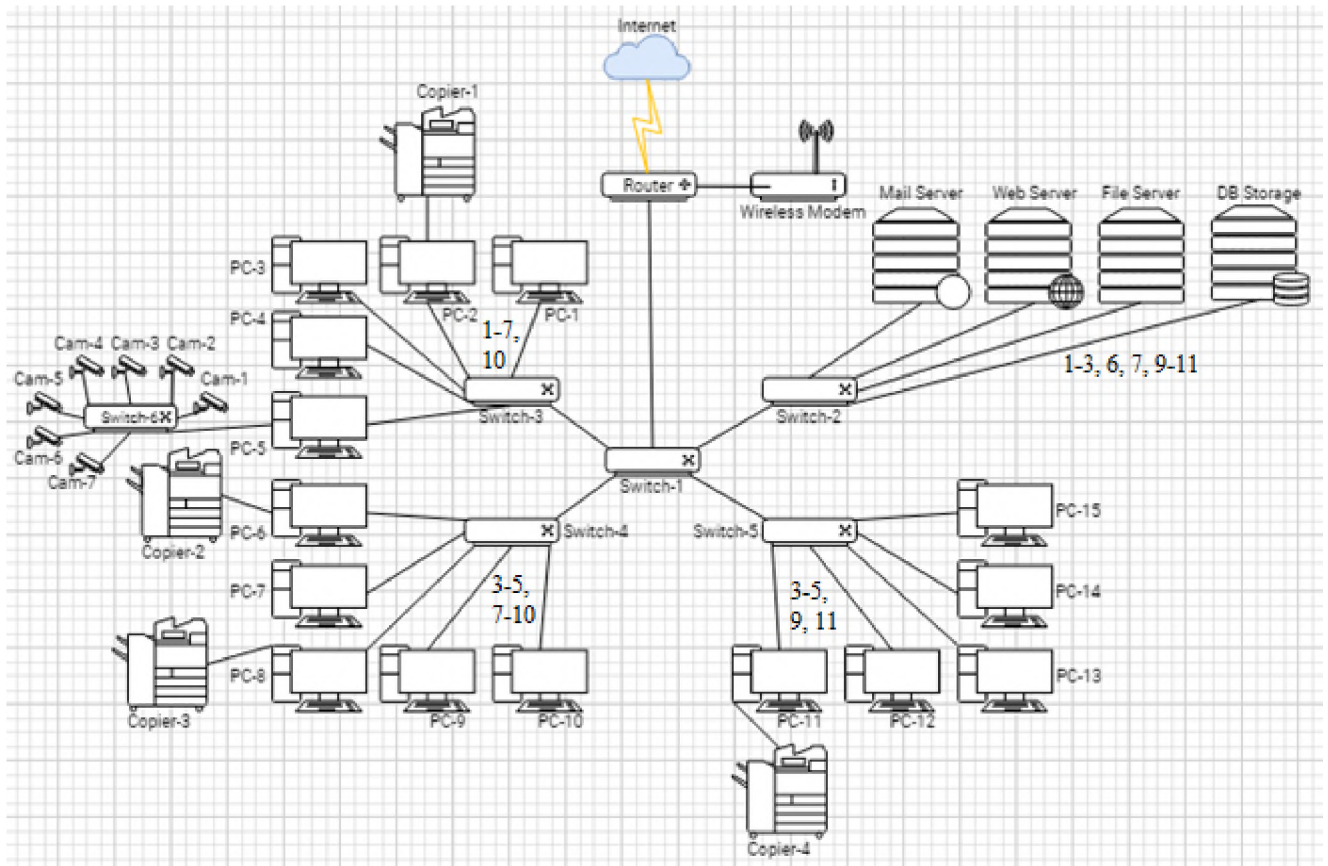 Internet
Copier-1
Router
Wireless Modem
Mail Server
Web Server
File Server
DB Storage
PC-3
PC-2
PC-1
PC-4
1-7,
10
Cam-4
Cam-3
Cam-2
Cam-5
Cam-1
Switch-6
Switch-3
1-3, 6, 7, 9-11
Switch-2
PC-5
Cam-6
Cam-7
Switch-1
Copier-2
PC-6
Switch-4
Switch-5
PC-15
PC-7
3-5,
7-10
3-5,
9, 11
PC-14
PC-8
Copier-3
PC-9
PC-10
PC-11
PC-12
PC-13
Copier-4